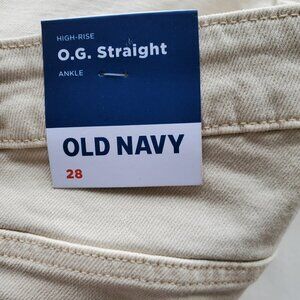 HIGH-RISE
O.G. Straight
ANKLE
OLD NAVY
28